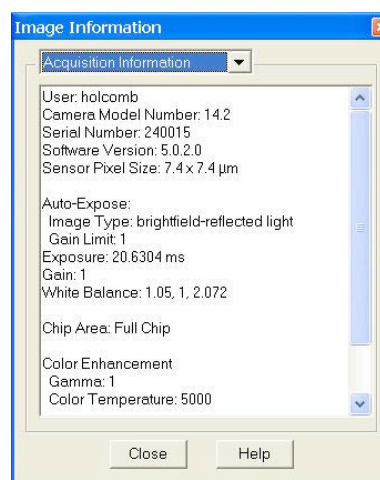 Image Information
Acquisition Information
User: holcomb
Camera Model Number: 14.2
Serial Number: 240015
Software Version: 5.0.2.0
Sensor Pixel Size: 7.4 x 7.4 µm
Auto-Expose:
Image Type: brightfield-reflected light
Gain Limit: 1
Exposure: 20.6304 ms
Gain: 1
White Balance: 1.05, 1, 2.072
Chip Area: Full Chip
Color Enhancement
Gamma: 1
Color Temperature: 5000
Close
Help